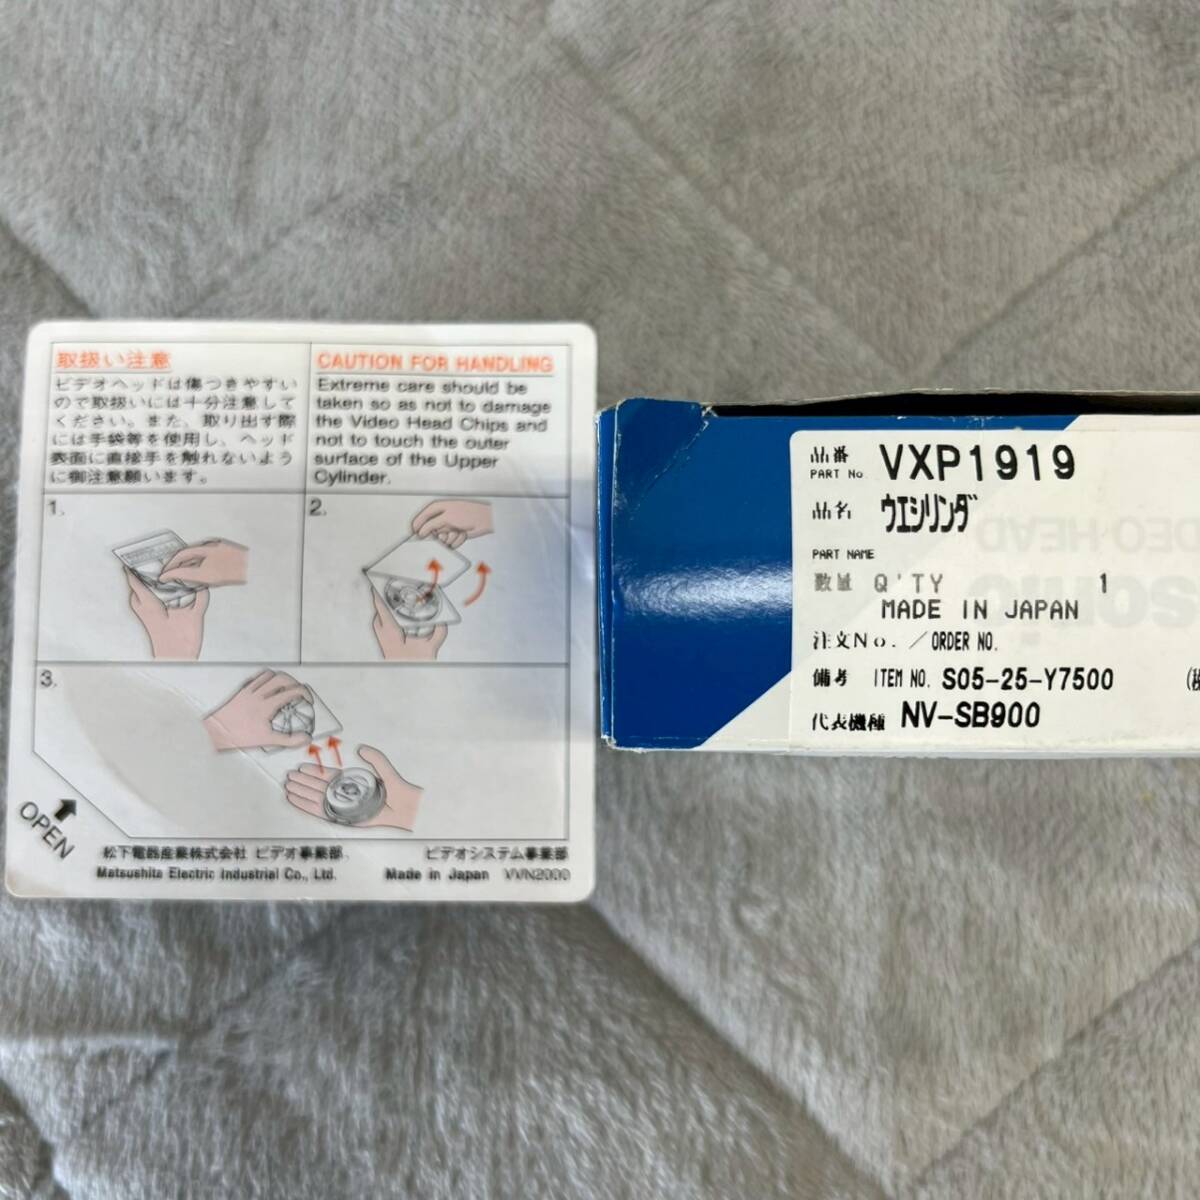 取扱い注意
ビデオヘッドは傷つきやすい
ので取扱いには十分注意して
ください。また、取り出す際
には手袋等を使用し、ヘッド
表面に直接手を触れないよう
に御注意願います。
CAUTION FOR HANDLING
Extreme care should be
taken so as not to damage
the Video Head Chips and
not to touch the outer
surface of the Upper
Cylinder.
1.
2.
3.
OPEN
松下電器産業株式会社 ビデオ事業部、 ビデオシステム事業部
Matsushita Electric Industrial Co., Ltd. Made in Japan VVN2000
品番 VXP1919
PART No.
品名 ウエシリンダ
PART NAME
数量 Q'TY 1
MADE IN JAPAN
注文No.／ORDER NO.
備考 ITEM NO. S05-25-Y7500
代表機種 NV-SB900
DEO HEAD
sonic